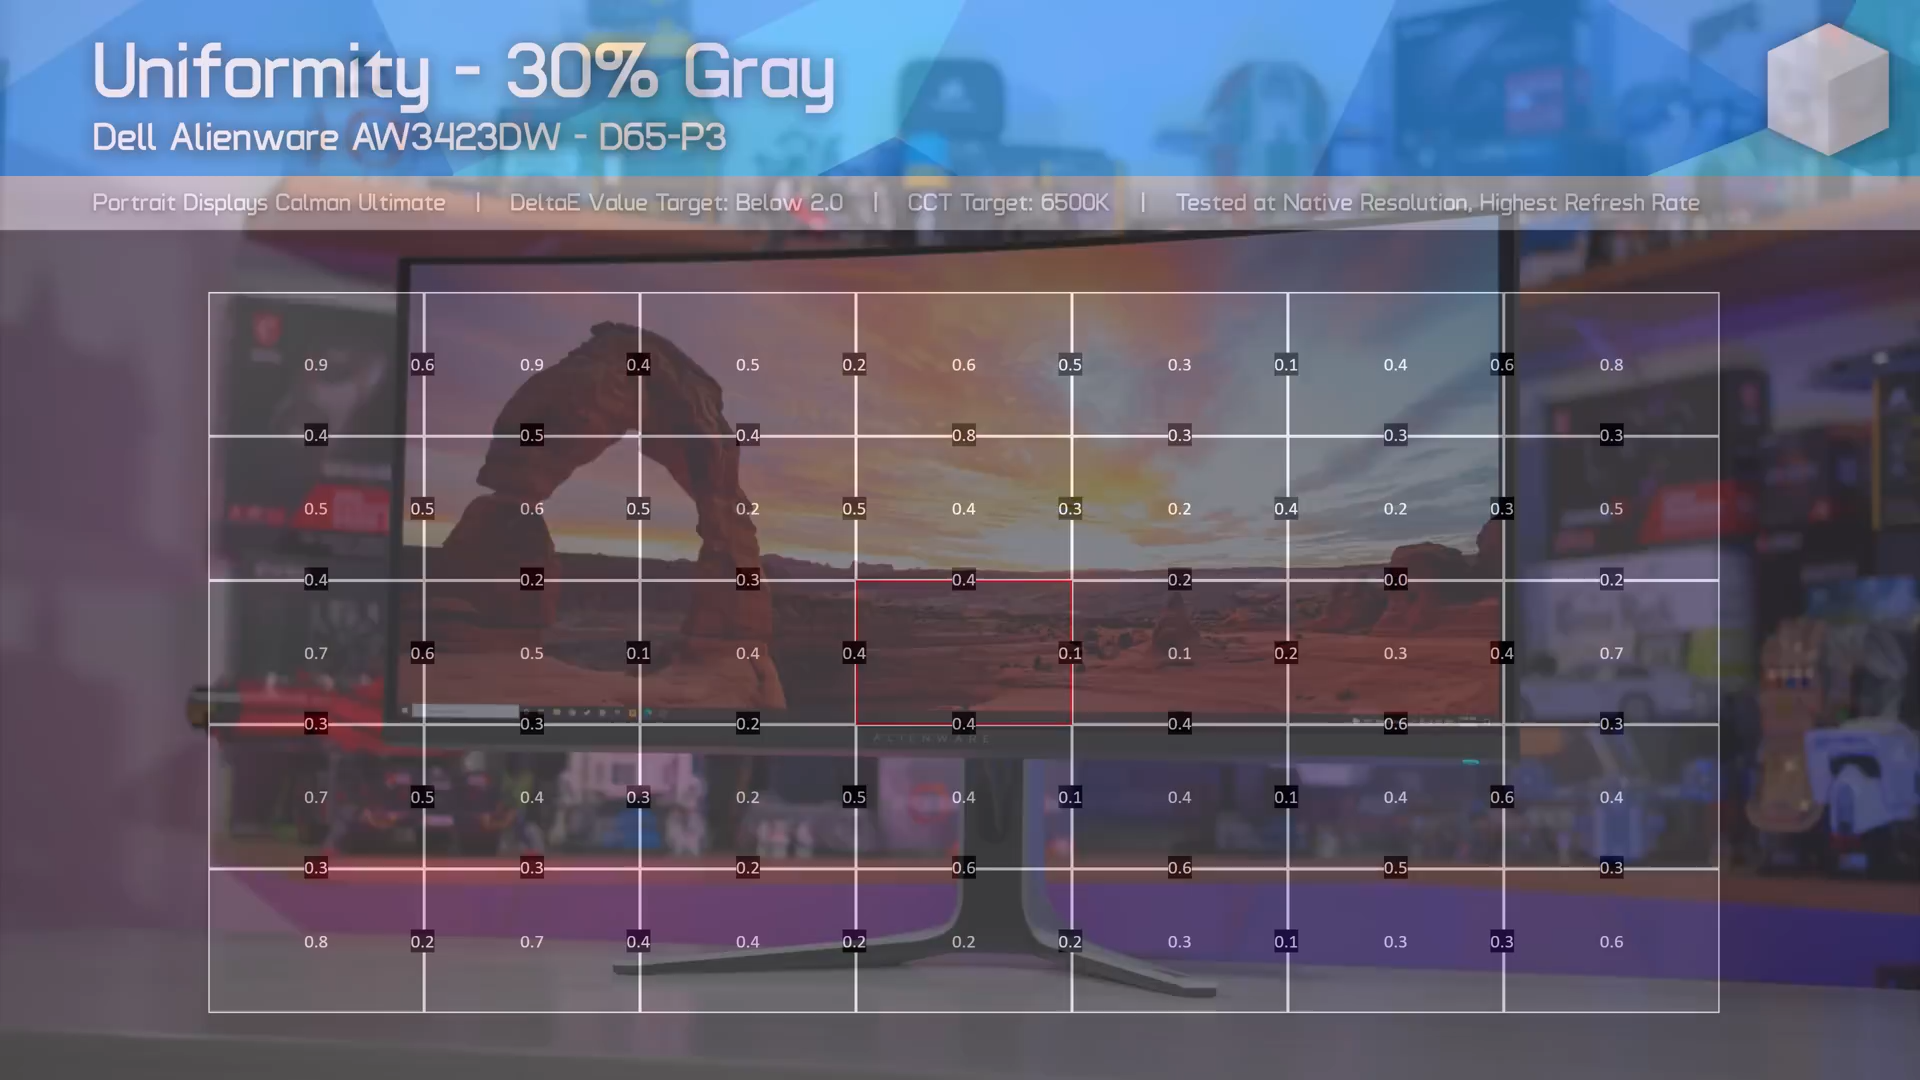 Uniformity - 30% Gray
Dell Alienware AW3423DW - D65-P3
Portrait Displays Calman Ultimate | DeltaE Value Target: Below 2.0 | CCT Target: 6500K | Tested at Native Resolution, Highest Refresh Rate
0.9 0.6 0.9 0.4 0.5 0.2 0.6 0.5 0.3 0.1 0.4 0.6 0.8
0.4 0.5 0.4 0.8 0.3 0.3 0.3
0.5 0.5 0.6 0.5 0.2 0.5 0.4 0.3 0.2 0.4 0.2 0.3 0.5
0.4 0.2 0.3 0.4 0.2 0.0 0.2
0.7 0.6 0.5 0.1 0.4 0.4 0.1 0.1 0.2 0.3 0.4 0.7
0.3 0.3 0.2 0.4 0.4 0.6 0.3
ALIENWARE
0.7 0.5 0.4 0.3 0.2 0.5 0.4 0.1 0.4 0.1 0.4 0.6 0.4
0.3 0.3 0.2 0.6 0.6 0.5 0.3
0.8 0.2 0.7 0.4 0.4 0.2 0.2 0.2 0.3 0.1 0.3 0.3 0.6